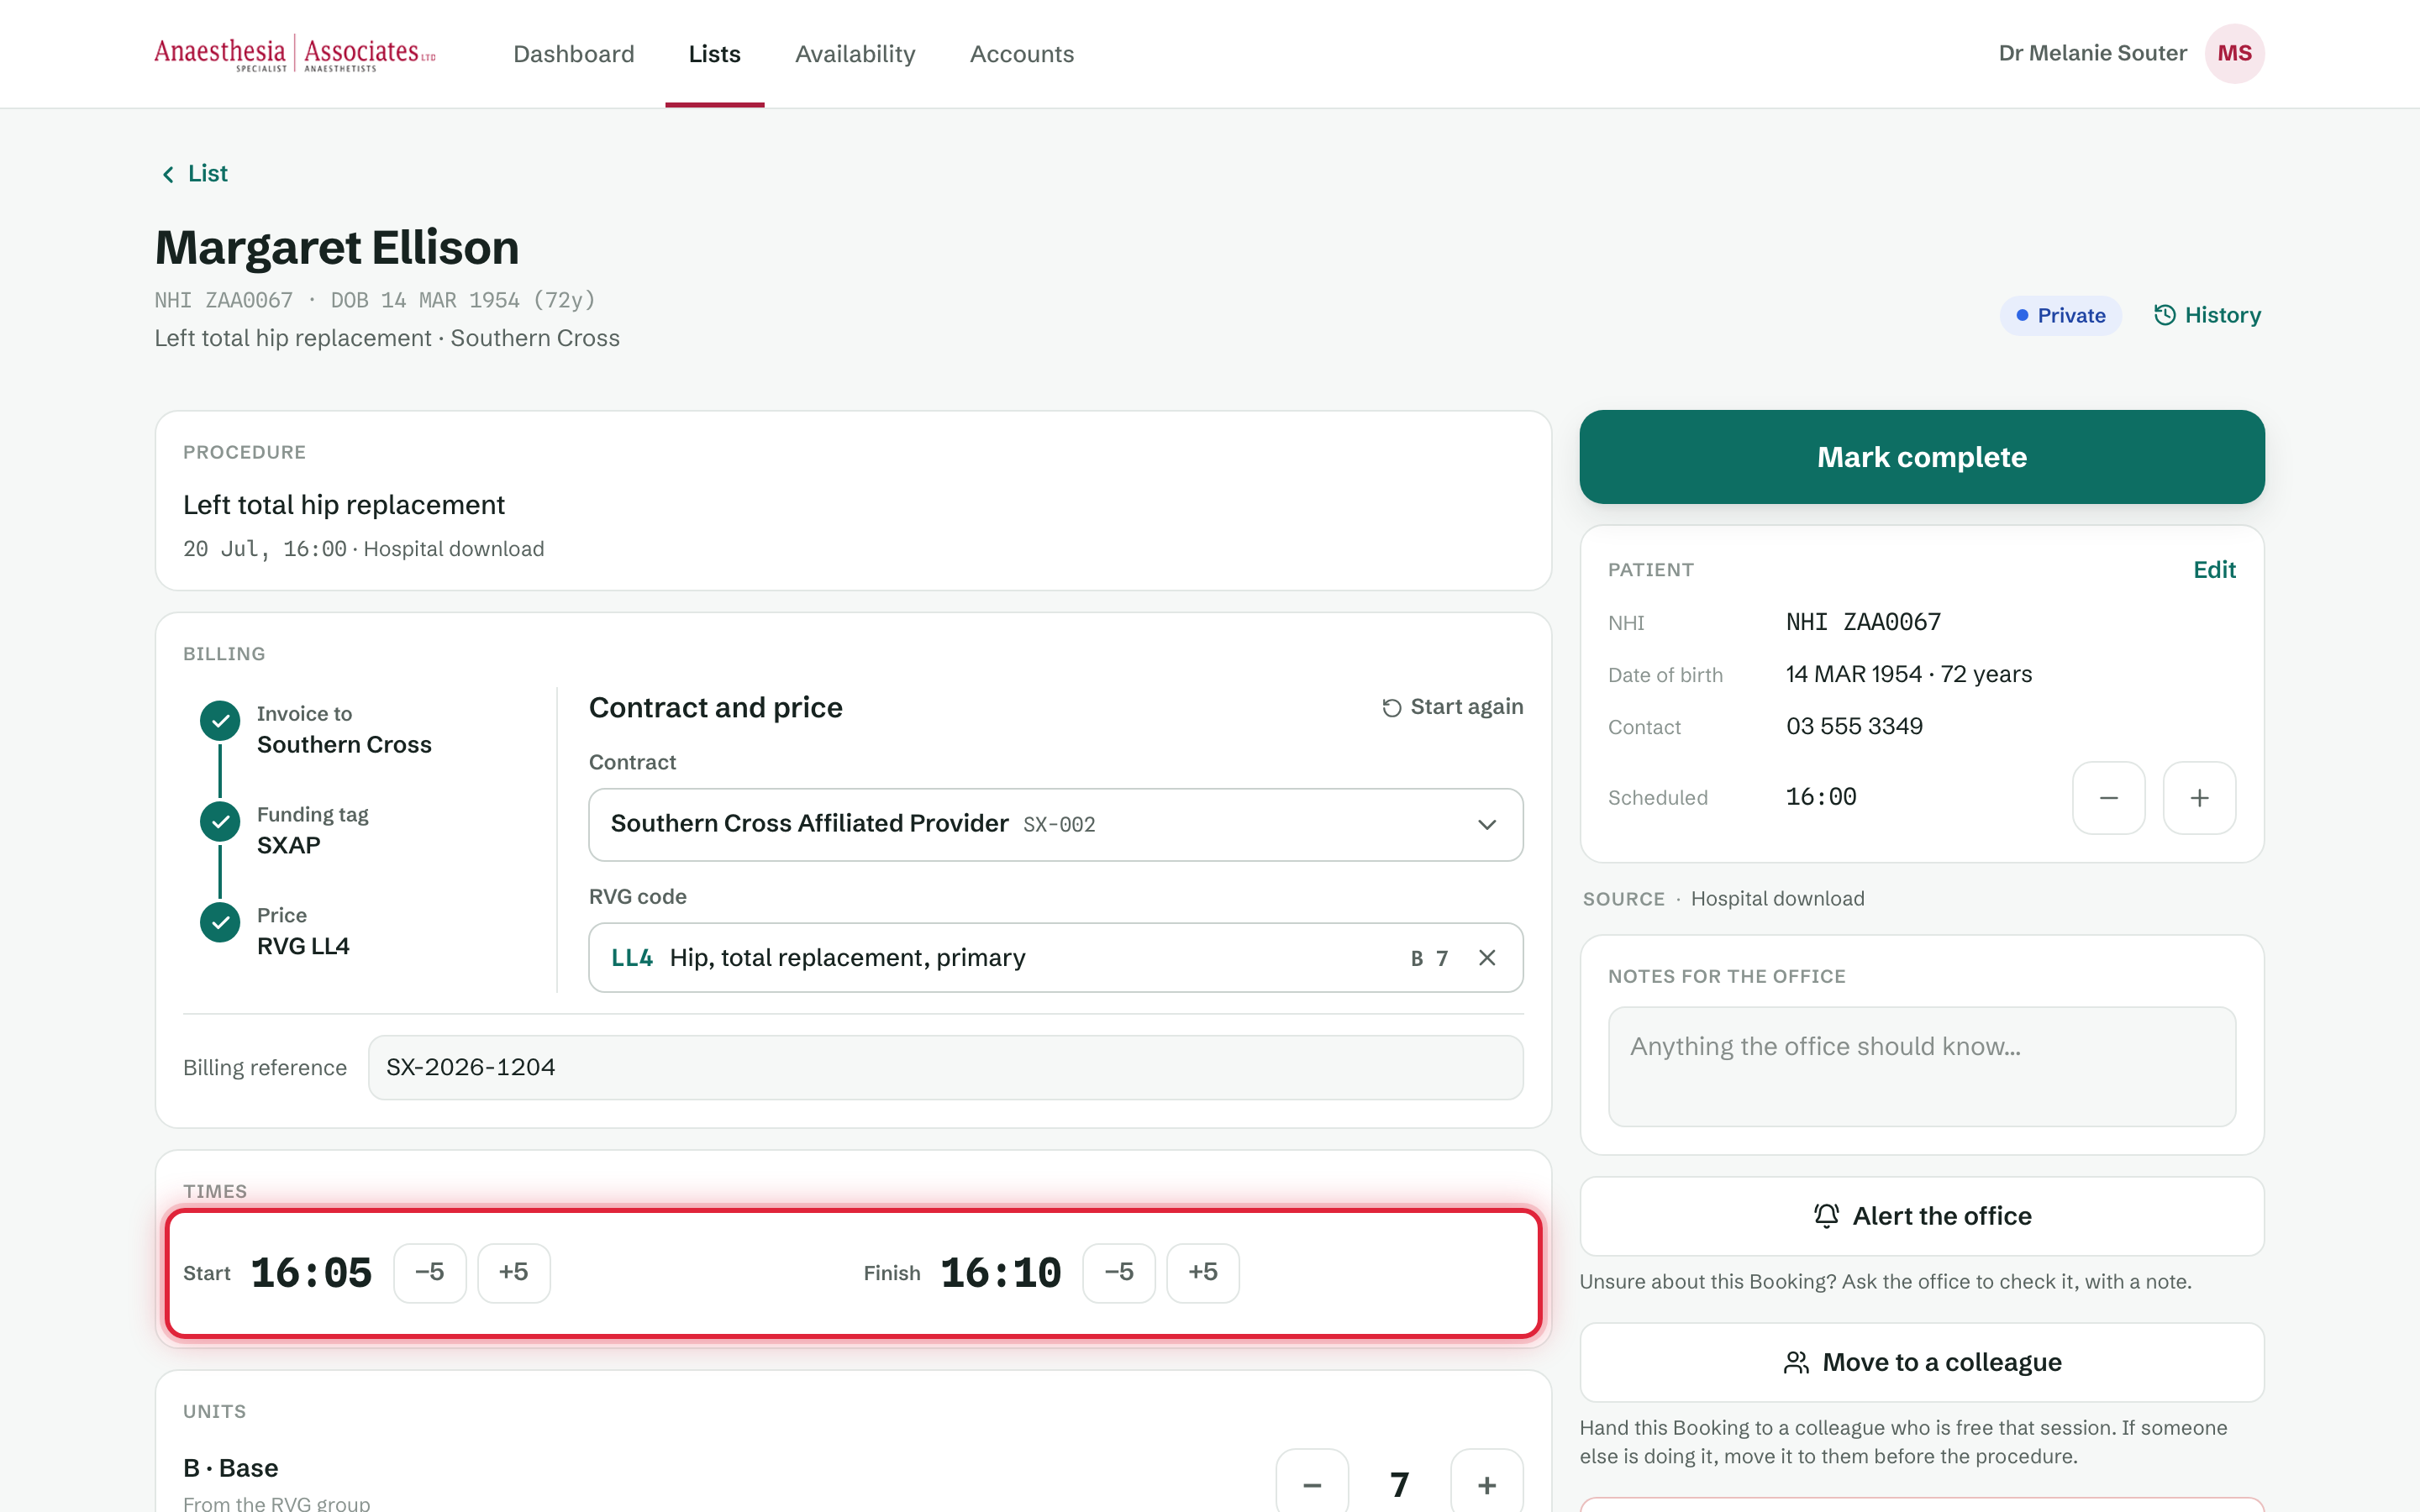 Anaesthesia | Associates LTD
SPECIALIST ANAESTHETISTS
Dashboard
Lists
Availability
Accounts
Dr Melanie Souter
MS
List
Margaret Ellison
NHI ZAA0067 · DOB 14 MAR 1954 (72y)
Left total hip replacement · Southern Cross
Private
History
PROCEDURE
Left total hip replacement
20 Jul, 16:00 · Hospital download
BILLING
Invoice to
Southern Cross
Funding tag
SXAP
Price
RVG LL4
Contract and price
Start again
Contract
Southern Cross Affiliated Provider SX-002
RVG code
LL4 Hip, total replacement, primary B 7
Billing reference
SX-2026-1204
TIMES
Start 16:05 −5 +5
Finish 16:10 −5 +5
UNITS
B · Base
From the RVG group
− 7 +
Mark complete
PATIENT
Edit
NHI NHI ZAA0067
Date of birth 14 MAR 1954 · 72 years
Contact 03 555 3349
Scheduled 16:00 − +
SOURCE · Hospital download
NOTES FOR THE OFFICE
Anything the office should know...
Alert the office
Unsure about this Booking? Ask the office to check it, with a note.
Move to a colleague
Hand this Booking to a colleague who is free that session. If someone
else is doing it, move it to them before the procedure.